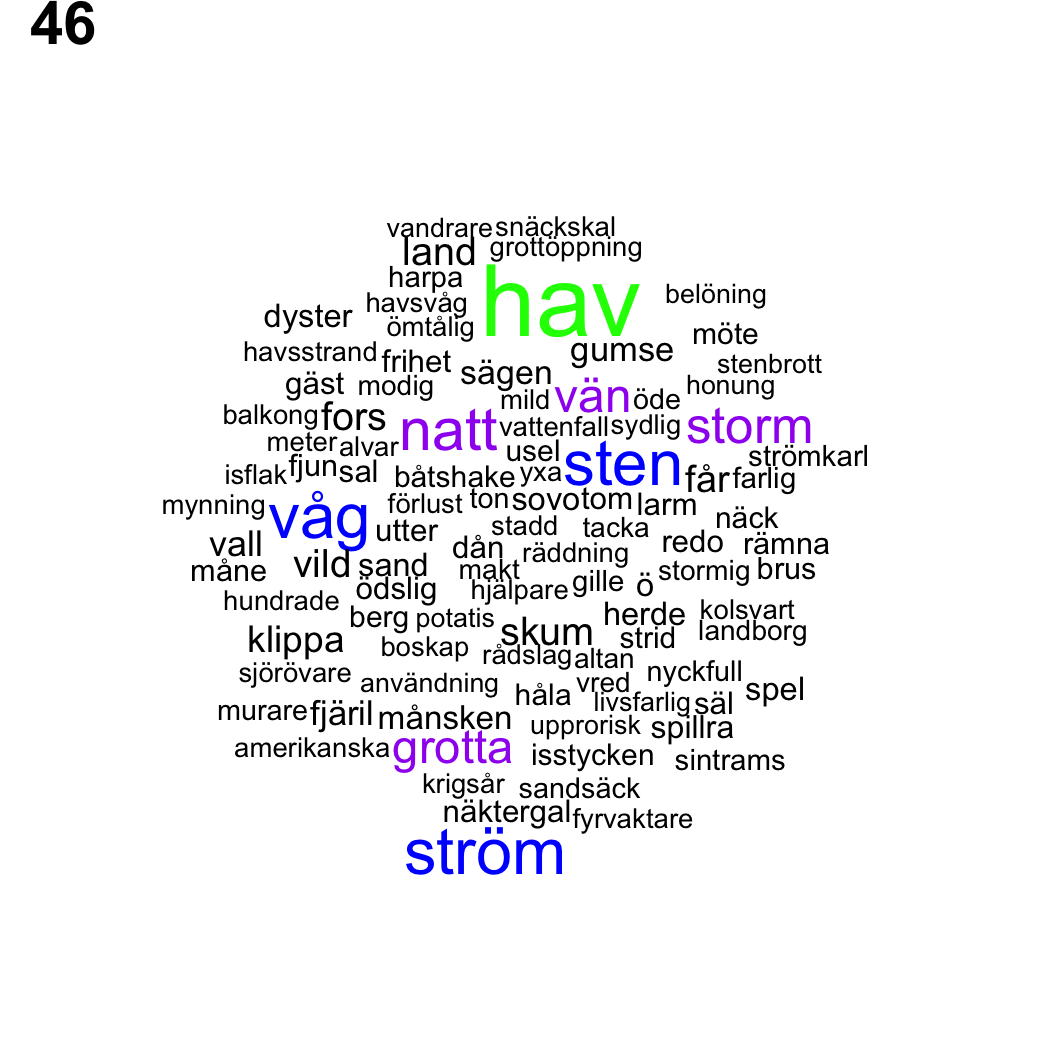 46
vandrare snäckskal
land grottöppning
harpa hav belöning
havsvåg
dyster ömtålig möte
havsstrand frihet sägen gumse stenbrott
gäst modig mild vän öde honung
balkong fors natt vattenfall sydlig storm
meter alvar usel sten strömkarl
isflak fjun sal båtshake yxa får farlig
mynning våg förlust ton sovotom larm
utter stadd tacka näck
vall dån räddning redo rämna
måne vild sand makt stormig brus
ödslig hjälpare gille ö
hundrade berg potatis herde kolsvart
klippa boskap skum strid landborg
sjörövare rådslag altan nyckfull
användning håla vred livsfarlig säl spel
murare fjäril månsken upprorisk spillra
amerikanska grotta isstycken sintrams
krigsår sandsäck
näktergal fyrvaktare
ström